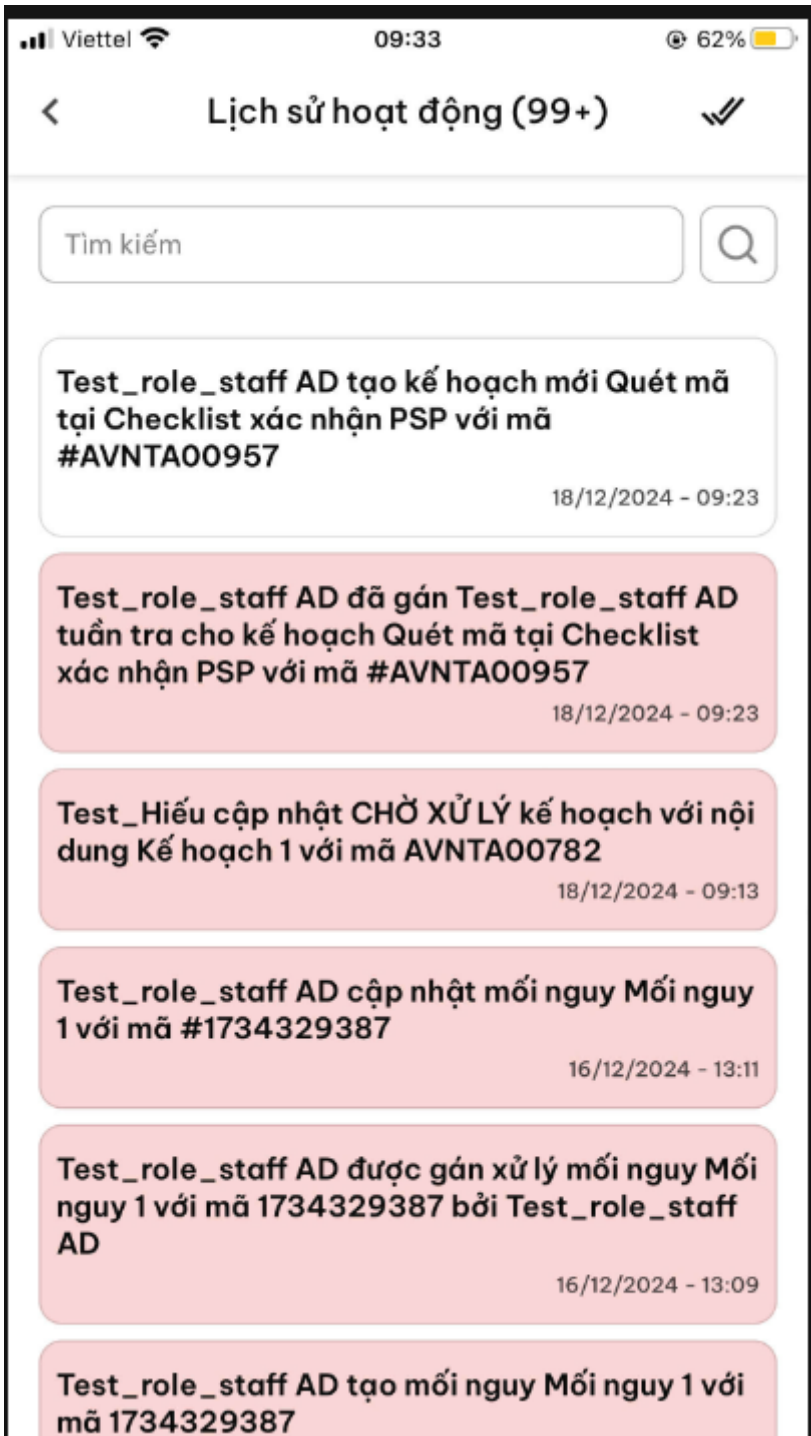 Viettel 09:33 62%
Lịch sử hoạt động (99+)
Tìm kiếm
Test_role_staff AD tạo kế hoạch mới Quét mã
tại Checklist xác nhận PSP với mã
#AVNTA00957
18/12/2024 - 09:23
Test_role_staff AD đã gán Test_role_staff AD
tuần tra cho kế hoạch Quét mã tại Checklist
xác nhận PSP với mã #AVNTA00957
18/12/2024 - 09:23
Test_Hiếu cập nhật CHỜ XỬ LÝ kế hoạch với nội
dung Kế hoạch 1 với mã AVNTA00782
18/12/2024 - 09:13
Test_role_staff AD cập nhật mối nguy Mối nguy
1 với mã #1734329387
16/12/2024 - 13:11
Test_role_staff AD được gán xử lý mối nguy Mối
nguy 1 với mã 1734329387 bởi Test_role_staff
AD
16/12/2024 - 13:09
Test_role_staff AD tạo mối nguy Mối nguy 1 với
mã 1734329387